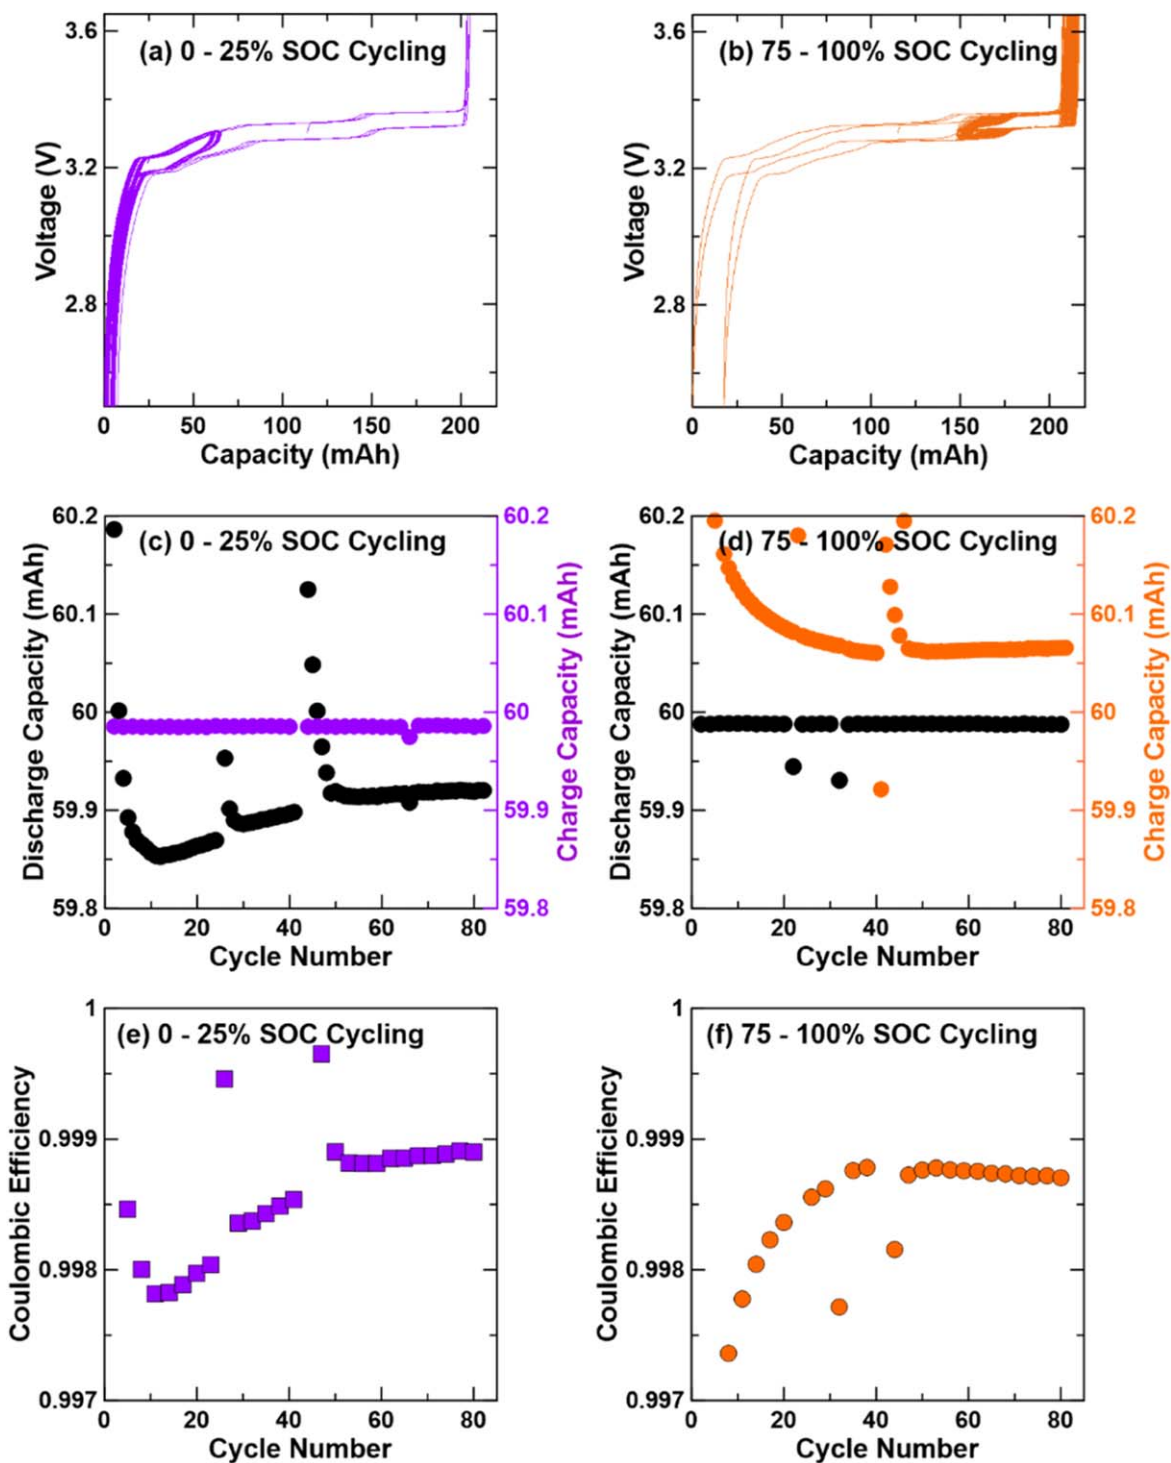 (a) 0 - 25% SOC Cycling
Voltage (V)
3.6
3.2
2.8
0 50 100 150 200
Capacity (mAh)
(b) 75 - 100% SOC Cycling
Voltage (V)
3.6
3.2
2.8
0 50 100 150 200
Capacity (mAh)
(c) 0 - 25% SOC Cycling
Discharge Capacity (mAh)
60.2
60.1
60
59.9
59.8
Charge Capacity (mAh)
60.2
60.1
60
59.9
59.8
0 20 40 60 80
Cycle Number
(d) 75 - 100% SOC Cycling
Discharge Capacity (mAh)
60.2
60.1
60
59.9
59.8
Charge Capacity (mAh)
60.2
60.1
60
59.9
59.8
0 20 40 60 80
Cycle Number
(e) 0 - 25% SOC Cycling
Coulombic Efficiency
1
0.999
0.998
0.997
0 20 40 60 80
Cycle Number
(f) 75 - 100% SOC Cycling
Coulombic Efficiency
1
0.999
0.998
0.997
0 20 40 60 80
Cycle Number